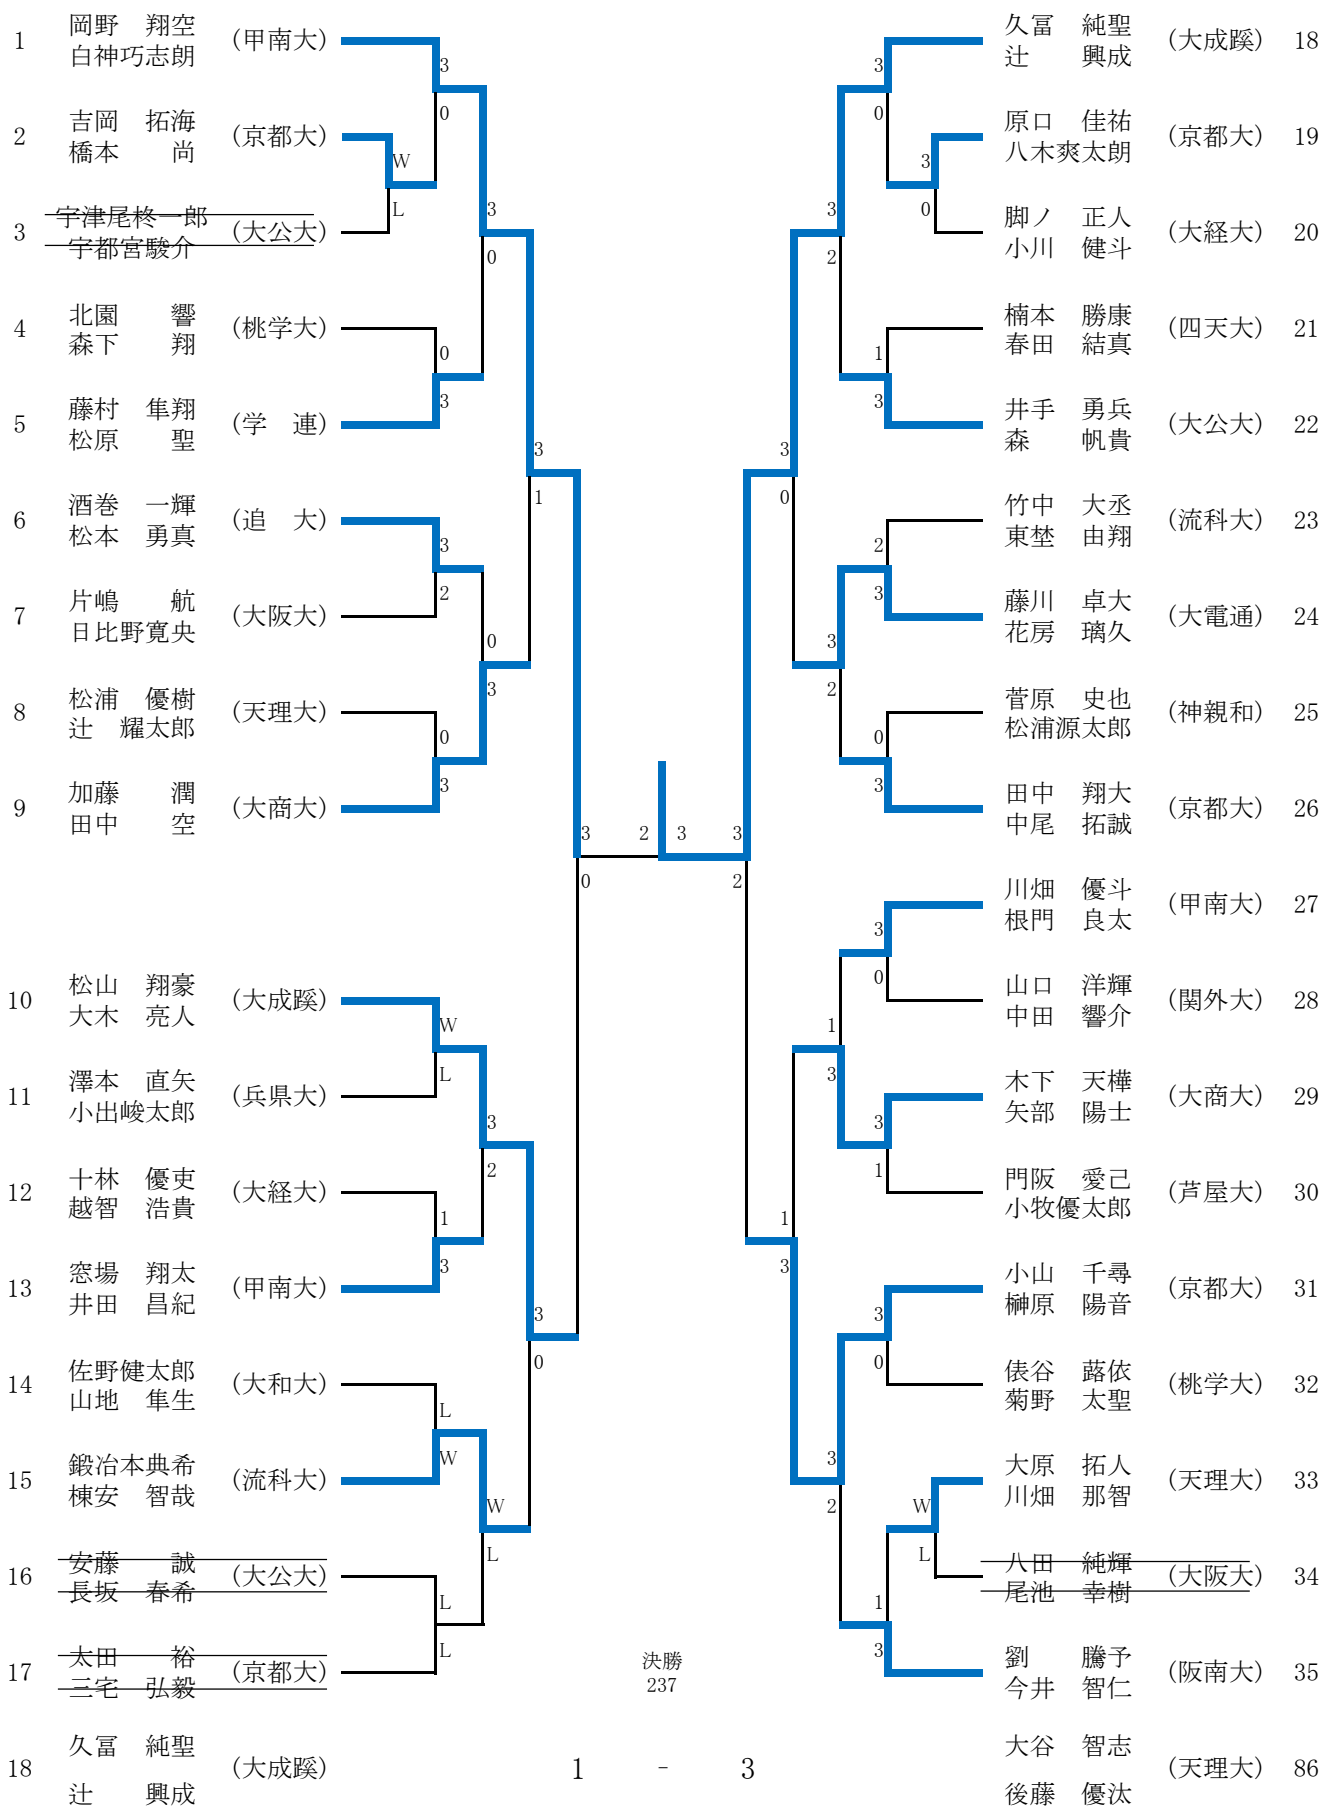 1 岡野　翔空 (甲南大)
白神巧志朗
3
0
2 吉岡　拓海 (京都大)
橋本　　尚
W
L
3 宇津尾柊一郎 (大公大)
宇都宮駿介
3
0
4 北園　　響 (桃学大)
森下　　翔
0
3
5 藤村　隼翔 (学　連)
松原　　聖
3
1
6 酒巻　一輝 (追　大)
松本　勇真
3
2
7 片嶋　　航 (大阪大)
日比野寛央
0
3
8 松浦　優樹 (天理大)
辻　耀太郎
0
3
9 加藤　　潤 (大商大)
田中　　空
3 2 3 3
0 2
10 松山　翔豪 (大成蹊)
大木　亮人
W
L
11 澤本　直矢 (兵県大)
小出峻太郎
3
2
12 十林　優吏 (大経大)
越智　浩貴
1
3
13 窓場　翔太 (甲南大)
井田　昌紀
3
0
14 佐野健太郎 (大和大)
山地　隼生
L
W
15 鍛冶本典希 (流科大)
棟安　智哉
W
L
16 安藤　　誠 (大公大)
長坂　春希
L
L
17 太田　　裕 (京都大)
三宅　弘毅
久冨　純聖 (大成蹊) 18
辻　　興成
3
0
原口　佳祐 (京都大) 19
八木爽太朗
3
0
脚ノ　正人 (大経大) 20
小川　健斗
3
2
楠本　勝康 (四天大) 21
春田　結真
1
3
井手　勇兵 (大公大) 22
森　　帆貴
3
0
竹中　大丞 (流科大) 23
東埜　由翔
2
3
藤川　卓大 (大電通) 24
花房　璃久
3
2
菅原　史也 (神親和) 25
松浦源太郎
0
3
田中　翔大 (京都大) 26
中尾　拓誠
川畑　優斗 (甲南大) 27
根門　良太
3
0
山口　洋輝 (関外大) 28
中田　響介
1
3
木下　天樺 (大商大) 29
矢部　陽士
3
1
門阪　愛己 (芦屋大) 30
小牧優太郎
1
3
小山　千尋 (京都大) 31
榊原　陽音
3
0
俵谷　蕗依 (桃学大) 32
菊野　太聖
3
2
大原　拓人 (天理大) 33
川畑　那智
W
L
八田　純輝 (大阪大) 34
尾池　幸樹
1
3
劉　　騰予 (阪南大) 35
今井　智仁
決勝
237
18 久冨　純聖 (大成蹊) 1 - 3 大谷　智志 (天理大) 86
辻　　興成 後藤　優汰